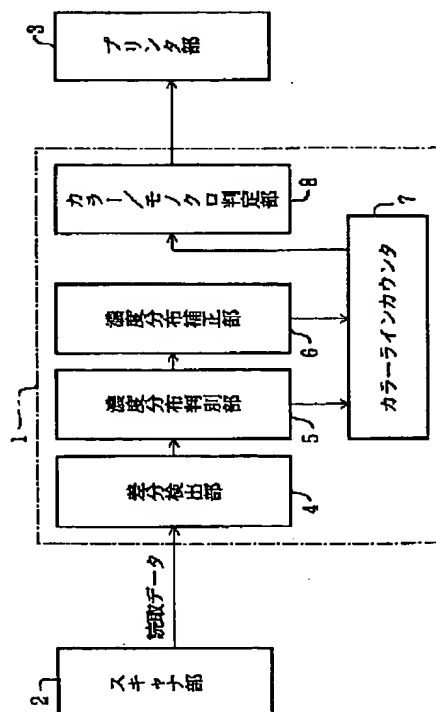 スキャナ部
2
読取データ
1
差分検出部
4
濃度分布判別部
5
濃度分布補正部
6
カラーラインカウンタ
7
カラー/モノクロ判定部
8
プリンタ部
3